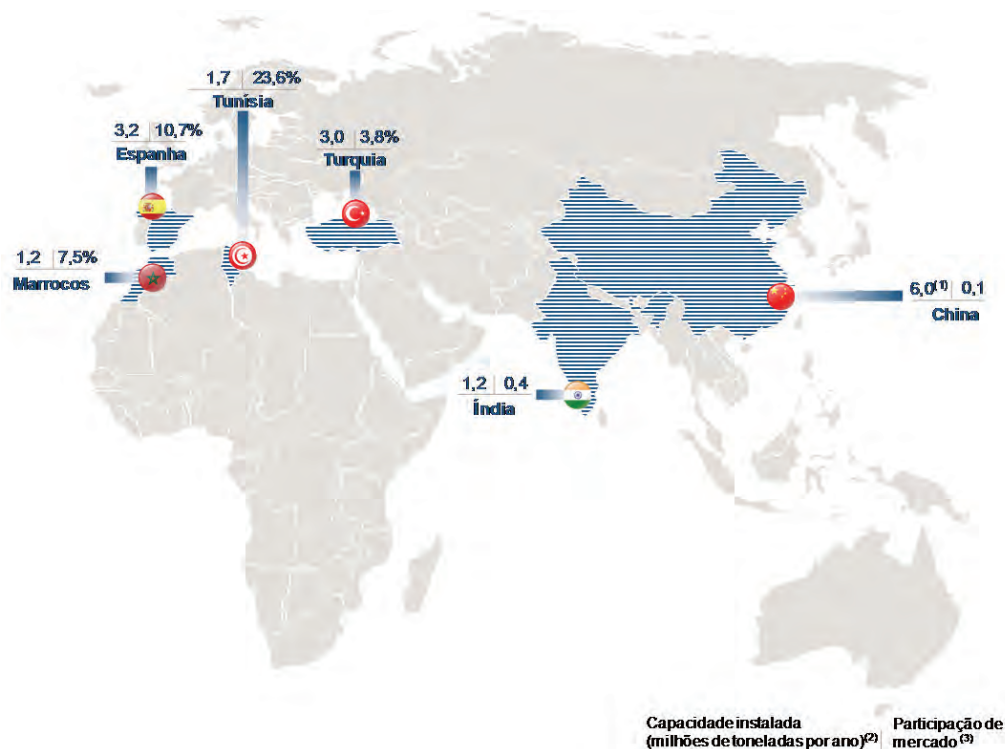 1,7 | 23,6%
Tunísia
3,2 | 10,7%
Espanha
3,0 | 3,8%
Turquia
1,2 | 7,5%
Marrocos
6,0(1) | 0,1
China
1,2 | 0,4
Índia
Capacidade instalada
(milhões de toneladas por ano)(2)
Participação de
mercado (3)